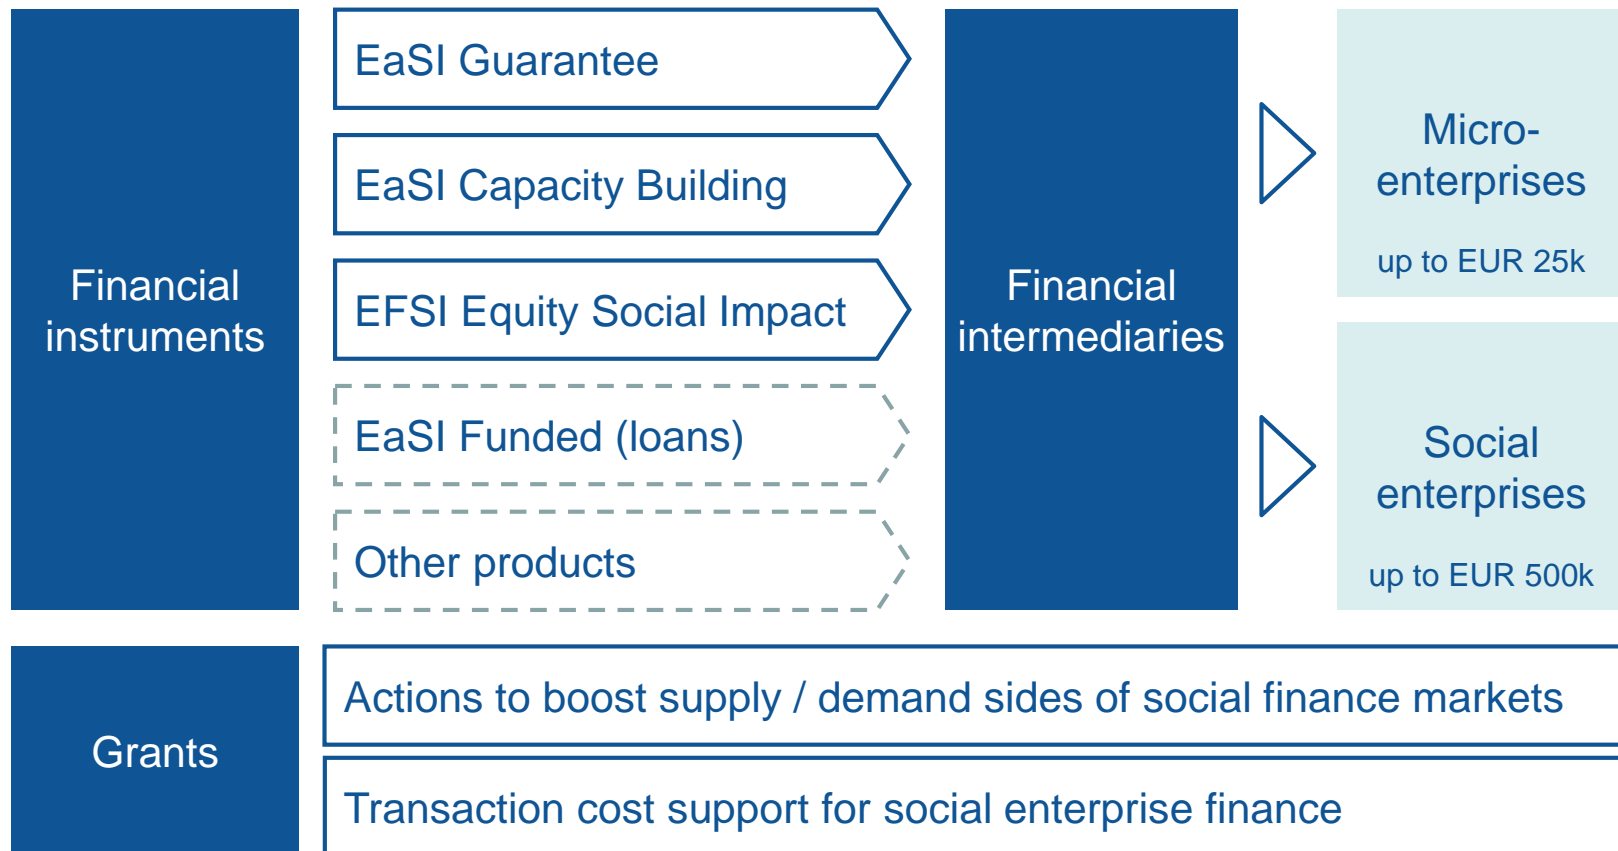 Financial
instruments
EaSI Guarantee
EaSI Capacity Building
EFSI Equity Social Impact
EaSI Funded (loans)
Other products
Financial
intermediaries
Micro-
enterprises
up to EUR 25k
Social
enterprises
up to EUR 500k
Grants
Actions to boost supply / demand sides of social finance markets
Transaction cost support for social enterprise finance